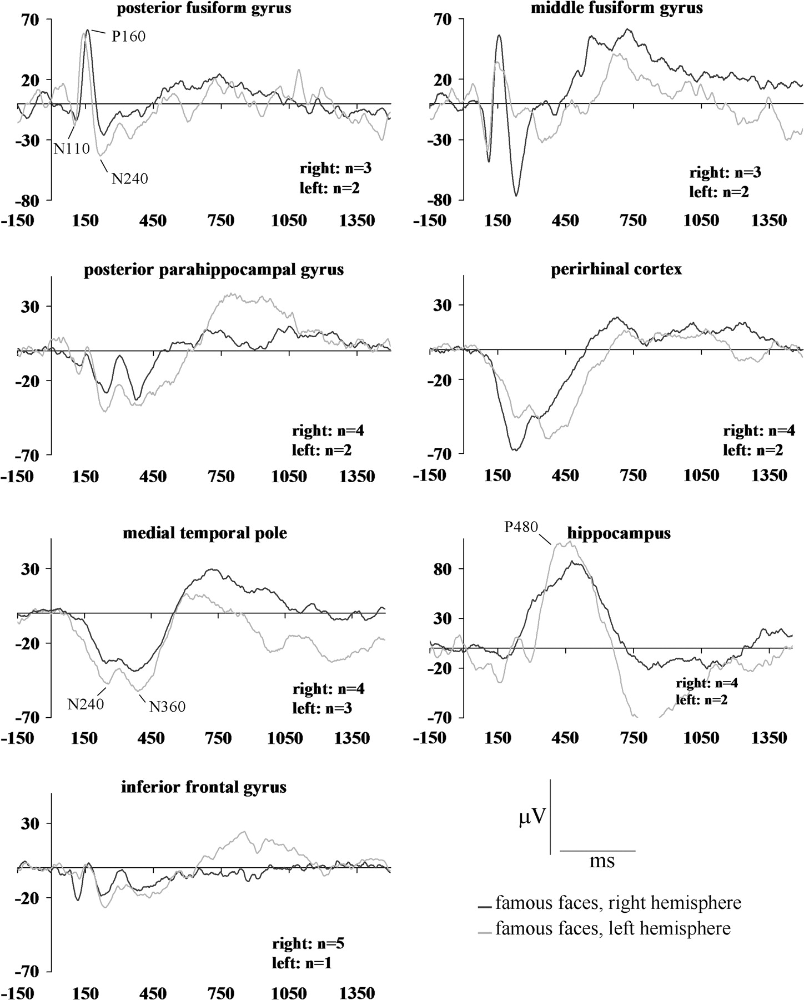 posterior fusiform gyrus
70
20
-30
-80
P160
N110
N240
right: n=3
left: n=2
-150 150 450 750 1050 1350
middle fusiform gyrus
70
20
-30
-80
right: n=3
left: n=2
-150 150 450 750 1050 1350
posterior parahippocampal gyrus
30
-20
-70
right: n=4
left: n=2
-150 150 450 750 1050 1350
perirhinal cortex
30
-20
-70
right: n=4
left: n=2
-150 150 450 750 1050 1350
medial temporal pole
30
-20
-70
N240
N360
right: n=4
left: n=3
-150 150 450 750 1050 1350
P480
hippocampus
80
30
-20
-70
right: n=4
left: n=2
-150 150 450 750 1050 1350
inferior frontal gyrus
30
-20
-70
right: n=5
left: n=1
-150 150 450 750 1050 1350
μV
ms
famous faces, right hemisphere
famous faces, left hemisphere